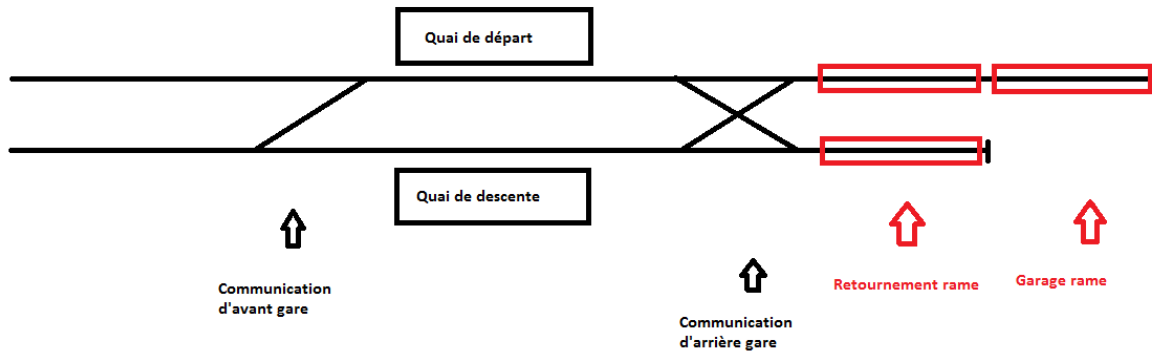 Quai de départ
Quai de descente
Communication
d'avant gare
Communication
d'arrière gare
Retournement rame
Garage rame